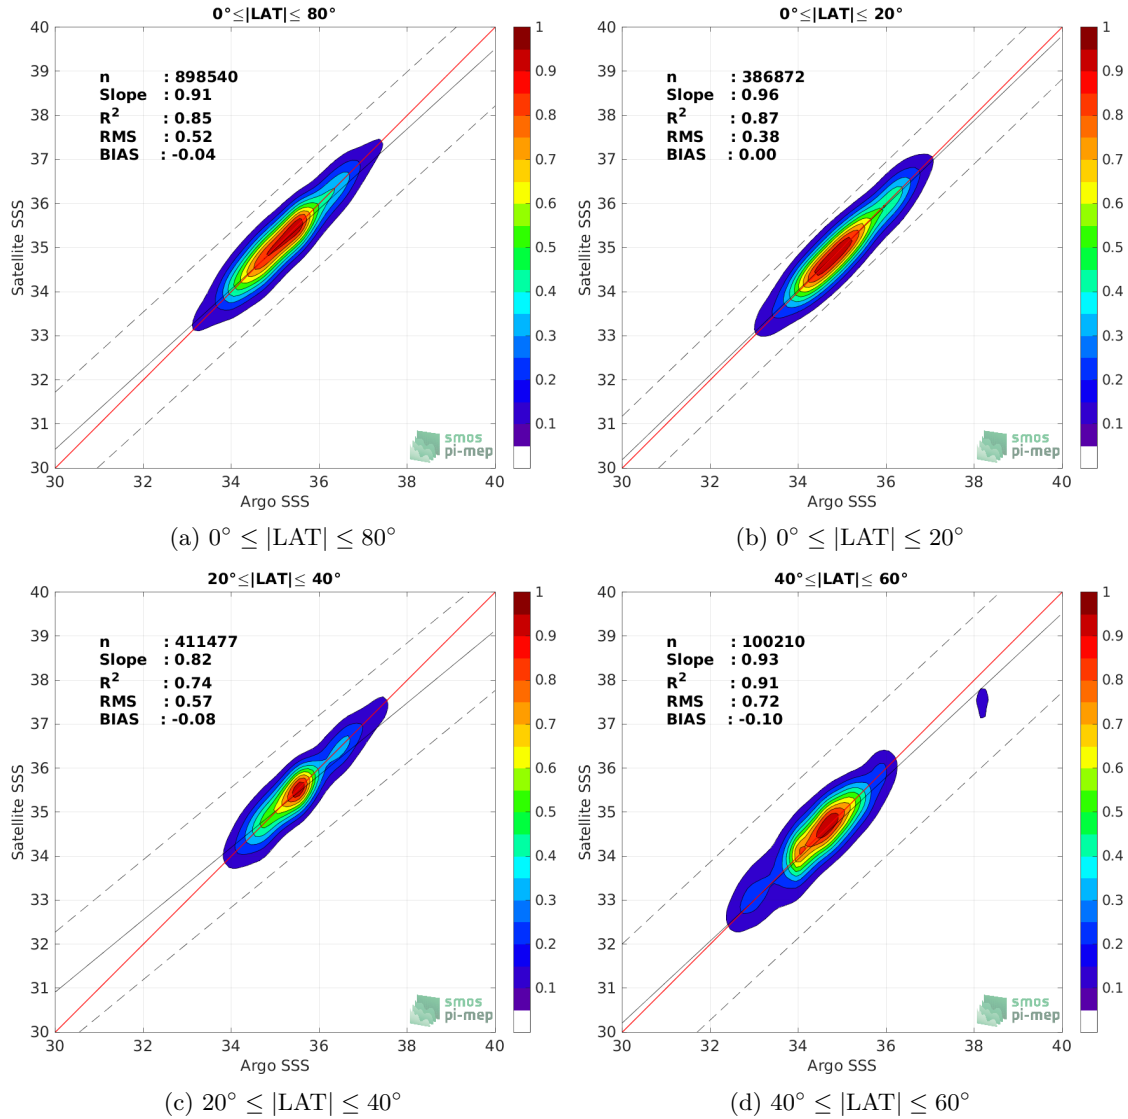 0°≤|LAT|≤ 80°
40
39
38
37
36
35
34
33
32
31
30
Satellite SSS
n : 898540
Slope : 0.91
R² : 0.85
RMS : 0.52
BIAS : -0.04
smos
pi-mep
30 32 34 36 38 40
Argo SSS
1
0.9
0.8
0.7
0.6
0.5
0.4
0.3
0.2
0.1
(a) 0° ≤ |LAT| ≤ 80°
0°≤|LAT|≤ 20°
40
39
38
37
36
35
34
33
32
31
30
Satellite SSS
n : 386872
Slope : 0.96
R² : 0.87
RMS : 0.38
BIAS : 0.00
smos
pi-mep
30 32 34 36 38 40
Argo SSS
1
0.9
0.8
0.7
0.6
0.5
0.4
0.3
0.2
0.1
(b) 0° ≤ |LAT| ≤ 20°
20°≤|LAT|≤ 40°
40
39
38
37
36
35
34
33
32
31
30
Satellite SSS
n : 411477
Slope : 0.82
R² : 0.74
RMS : 0.57
BIAS : -0.08
smos
pi-mep
30 32 34 36 38 40
Argo SSS
1
0.9
0.8
0.7
0.6
0.5
0.4
0.3
0.2
0.1
(c) 20° ≤ |LAT| ≤ 40°
40°≤|LAT|≤ 60°
40
39
38
37
36
35
34
33
32
31
30
Satellite SSS
n : 100210
Slope : 0.93
R² : 0.91
RMS : 0.72
BIAS : -0.10
smos
pi-mep
30 32 34 36 38 40
Argo SSS
1
0.9
0.8
0.7
0.6
0.5
0.4
0.3
0.2
0.1
(d) 40° ≤ |LAT| ≤ 60°